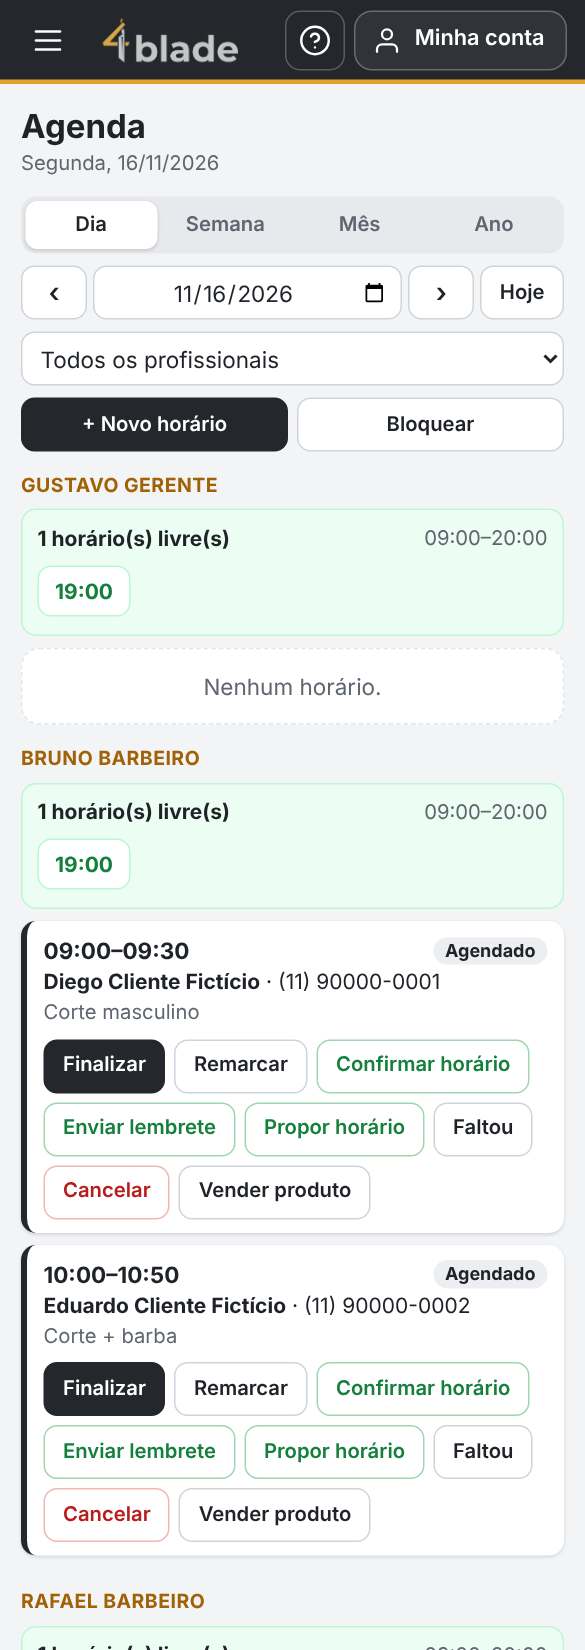 4blade
Minha conta
Agenda
Segunda, 16/11/2026
Dia Semana Mês Ano
‹ 11/16/2026 › Hoje
Todos os profissionais
+ Novo horário Bloquear
GUSTAVO GERENTE
1 horário(s) livre(s) 09:00–20:00
19:00
Nenhum horário.
BRUNO BARBEIRO
1 horário(s) livre(s) 09:00–20:00
19:00
09:00–09:30 Agendado
Diego Cliente Fictício · (11) 90000-0001
Corte masculino
Finalizar Remarcar Confirmar horário
Enviar lembrete Propor horário Faltou
Cancelar Vender produto
10:00–10:50 Agendado
Eduardo Cliente Fictício · (11) 90000-0002
Corte + barba
Finalizar Remarcar Confirmar horário
Enviar lembrete Propor horário Faltou
Cancelar Vender produto
RAFAEL BARBEIRO